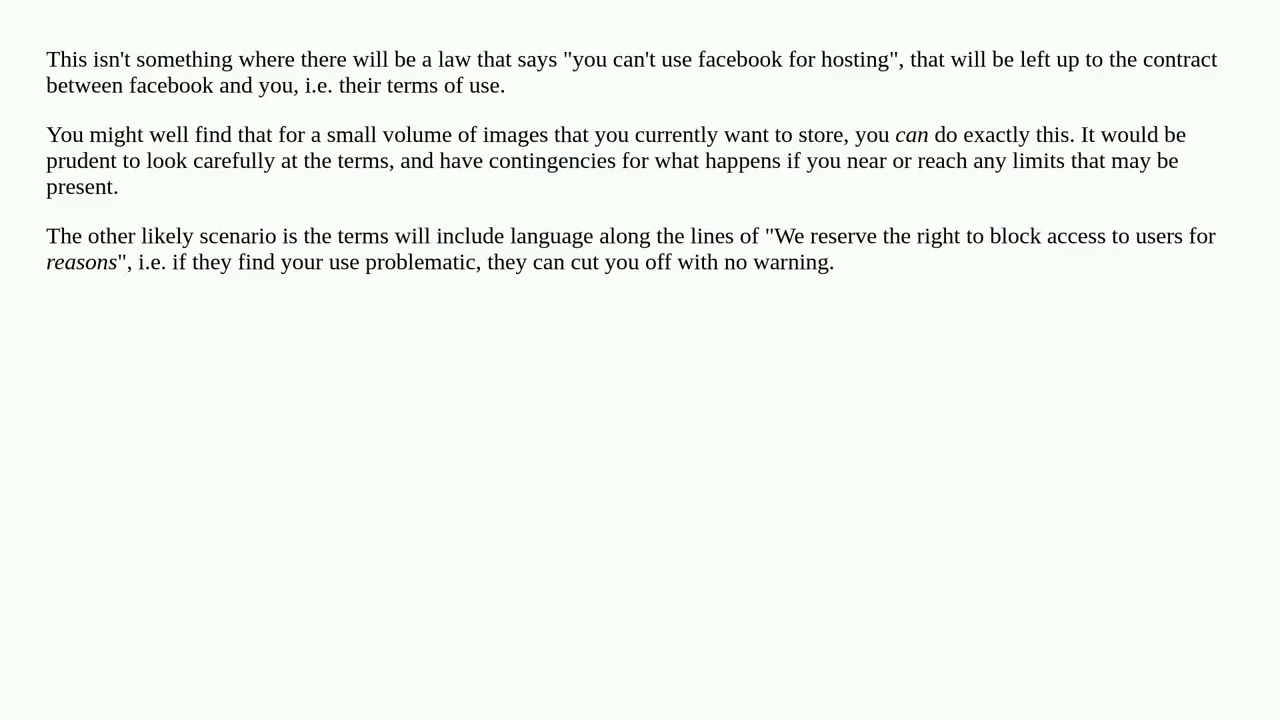 This isn't something where there will be a law that says "you can't use facebook for hosting", that will be left up to the contract
between facebook and you, i.e. their terms of use.
You might well find that for a small volume of images that you currently want to store, you can do exactly this. It would be
prudent to look carefully at the terms, and have contingencies for what happens if you near or reach any limits that may be
present.
The other likely scenario is the terms will include language along the lines of "We reserve the right to block access to users for
reasons", i.e. if they find your use problematic, they can cut you off with no warning.